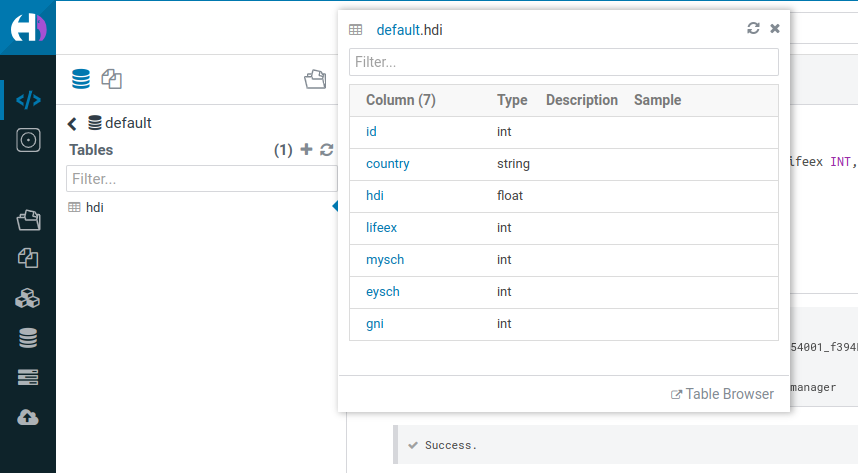 default.hdi
Filter...
Column (7) Type Description Sample
id int
country string
hdi float
lifeex int
mysch int
eysch int
gni int
Table Browser
default
Tables (1)
Filter...
hdi
ifeex INT,
manager
Success.